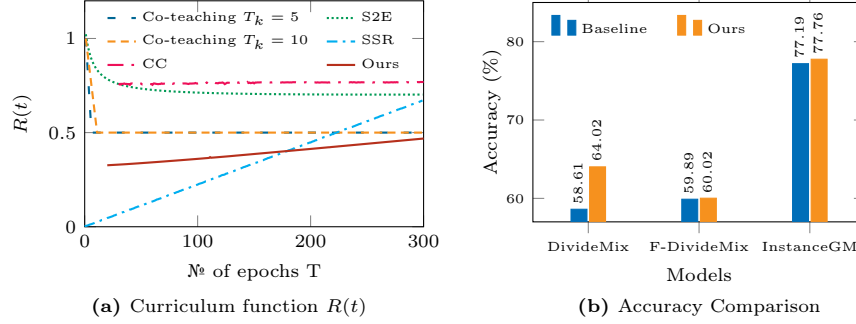 Co-teaching T_k = 5
Co-teaching T_k = 10
CC
S2E
SSR
Ours
1
0.5
0
R(t)
0
100
200
300
№ of epochs T
(a) Curriculum function R(t)
Baseline
Ours
80
70
60
Accuracy (%)
58.61
64.02
59.89
60.02
77.19
77.76
DivideMix
F-DivideMix
InstanceGM
Models
(b) Accuracy Comparison